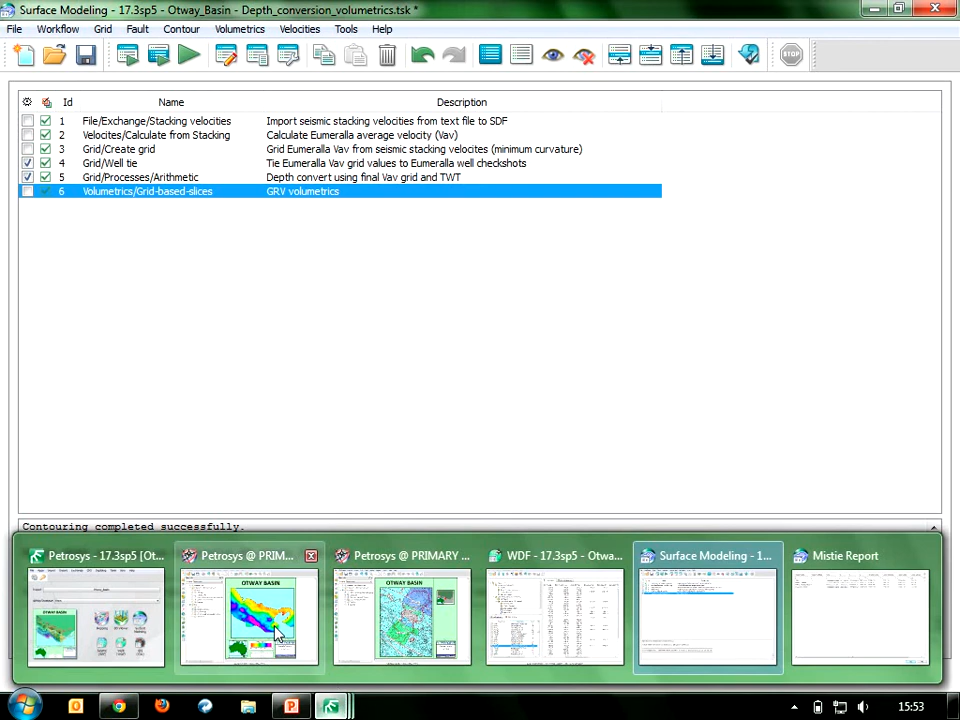 Surface Modeling - 17.3sp5 - Otway_Basin - Depth_conversion_volumetrics.tsk *
File Workflow Grid Fault Contour Volumetrics Velocities Tools Help
STOP
Id Name Description
1 File/Exchange/Stacking velocities Import seismic stacking velocities from text file to SDF
2 Velocites/Calculate from Stacking Calculate Eumeralla average velocity (Vav)
3 Grid/Create grid Grid Eumeralla Vav from seismic stacking velocites (minimum curvature)
4 Grid/Well tie Tie Eumeralla Vav grid values to Eumeralla well checkshots
5 Grid/Processes/Arithmetic Depth convert using final Vav grid and TWT
6 Volumetrics/Grid-based-slices GRV volumetrics
Contouring completed successfully.
Petrosys - 17.3sp5 [Ot... Petrosys @ PRIM... Petrosys @ PRIMARY ... WDF - 17.3sp5 - Otwa... Surface Modeling - 1... Mistie Report
OTWAY BASIN
OTWAY BASIN
OTWAY BASIN
15:53